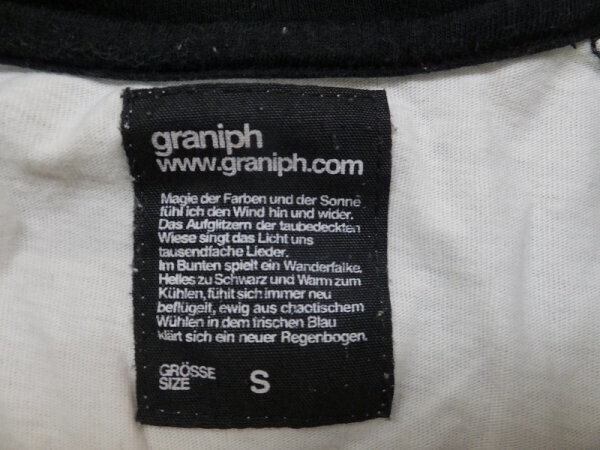 graniph
www.graniph.com
Magie der Farben und der Sonne
fühl ich den Wind hin und wider.
Das Aufglitzern der taubedeckten
Wiese singt das Licht uns
tausendfache Lieder.
Im Bunten spielt ein Wanderfalke.
Helles zu Schwarz und Warm zum
Kühlen, fühlt sich immer neu
beflügelt, ewig aus chaotischem
Wühlen in dem frischen Blau
klärt sich ein neuer Regenbogen.
GRÖSSE
SIZE S